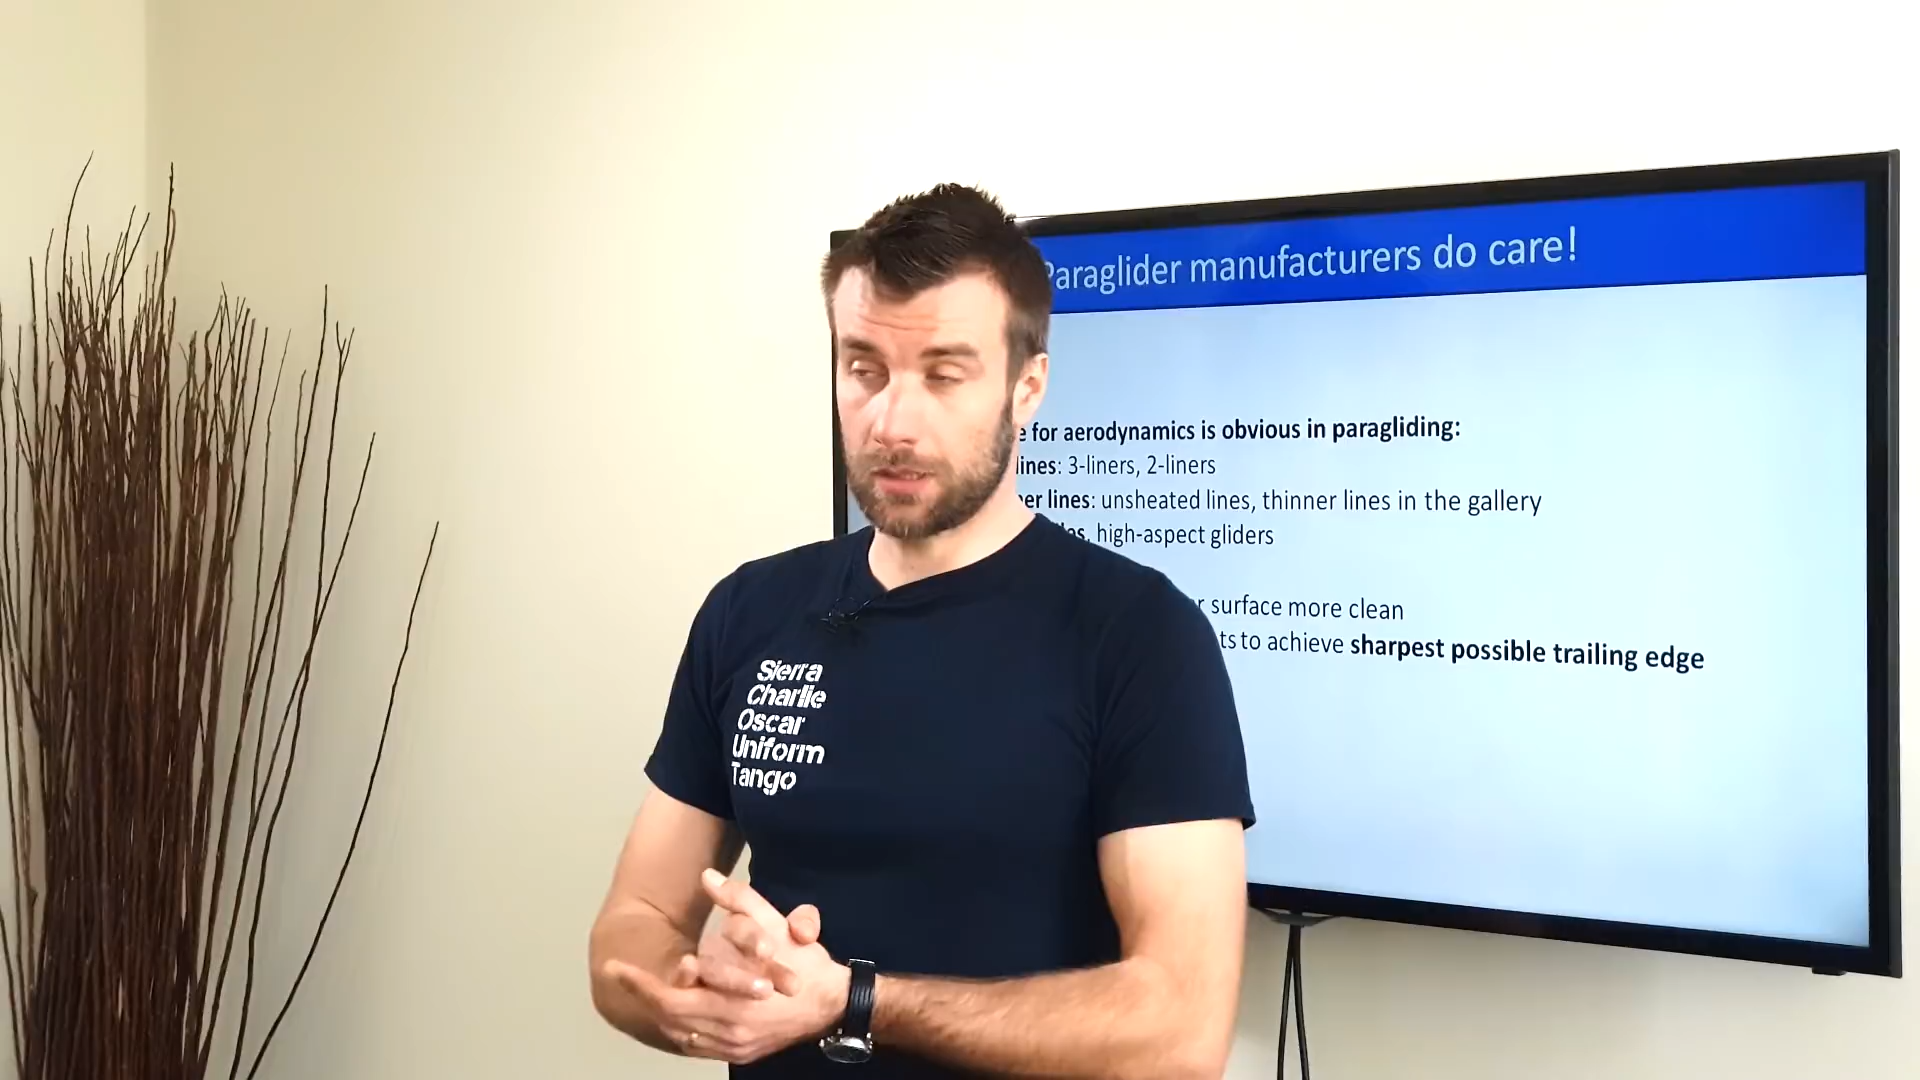 Paraglider manufacturers do care!
for aerodynamics is obvious in paragliding:
lines: 3-liners, 2-liners
lines: unsheated lines, thinner lines in the gallery
high-aspect gliders
surface more clean
to achieve sharpest possible trailing edge
Sierra
Charlie
Oscar
Uniform
Tango